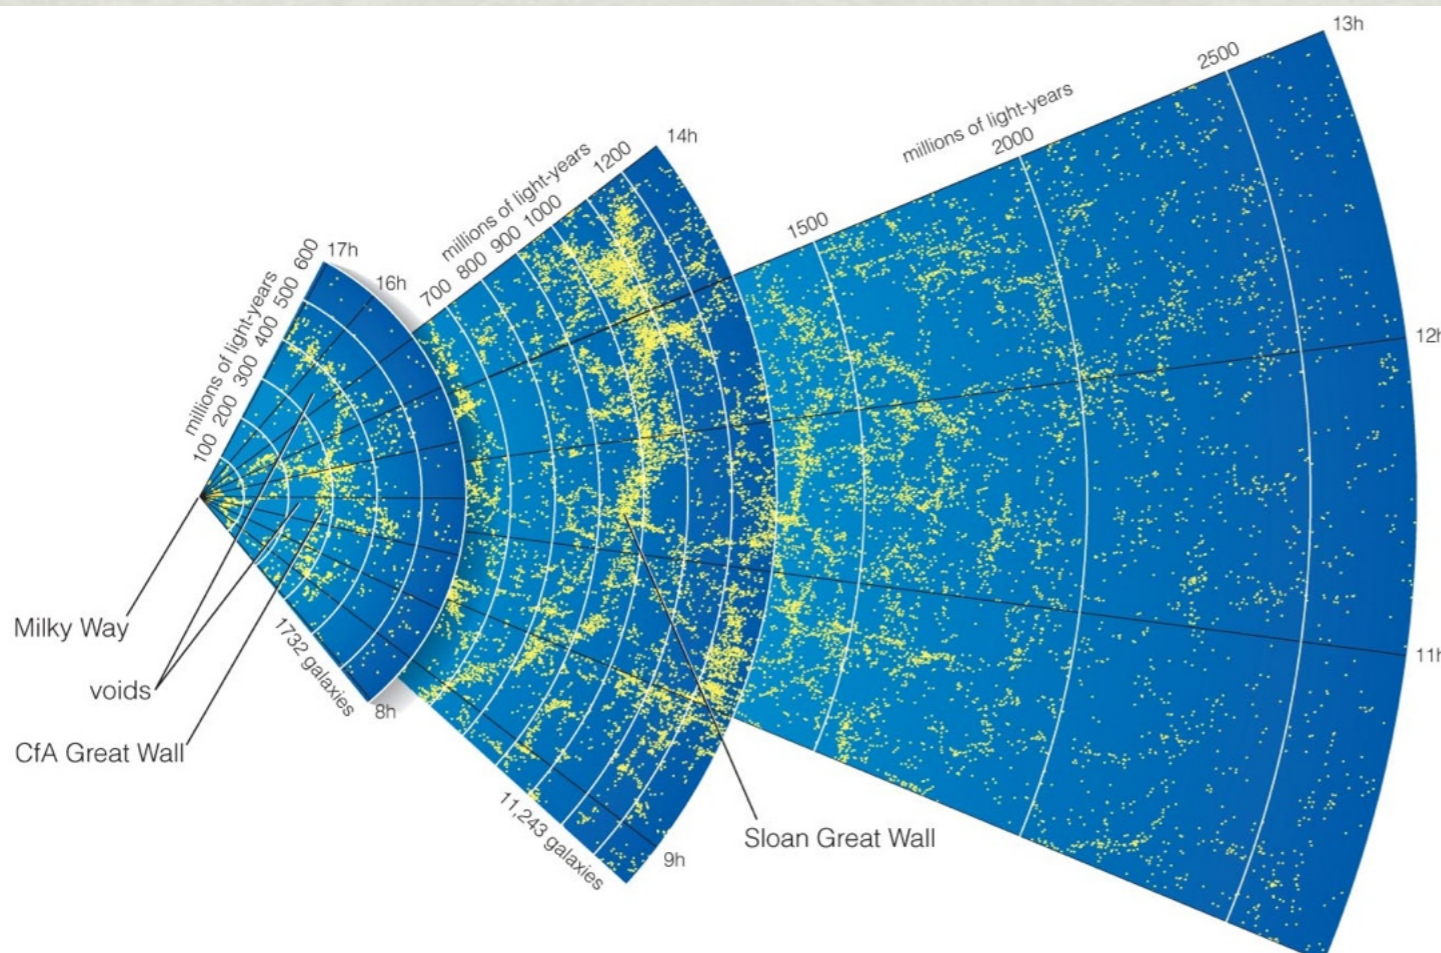 13h
2500
millions of light-years
2000
14h
1200
millions of light-years
1000
900
800
700
1500
17h
600
500
400
300
200
100
millions of light-years
16h
12h
11h
Milky Way
voids
CfA Great Wall
1732 galaxies
8h
11,243 galaxies
9h
Sloan Great Wall